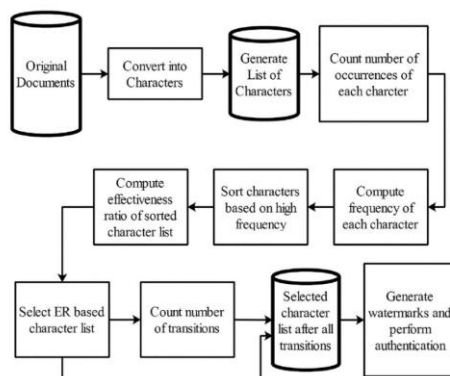 Original
Documents
Convert into
Characters
Generate
List of
Characters
Count number of
occurrences of
each charcter
Compute
effectiveness
ratio of sorted
character list
Sort characters
based on high
frequency
Compute
frequency of
each character
Select ER based
character list
Count number
of transitions
Selected
character
list after all
transitions
Generate
watermarks and
perform
authentication